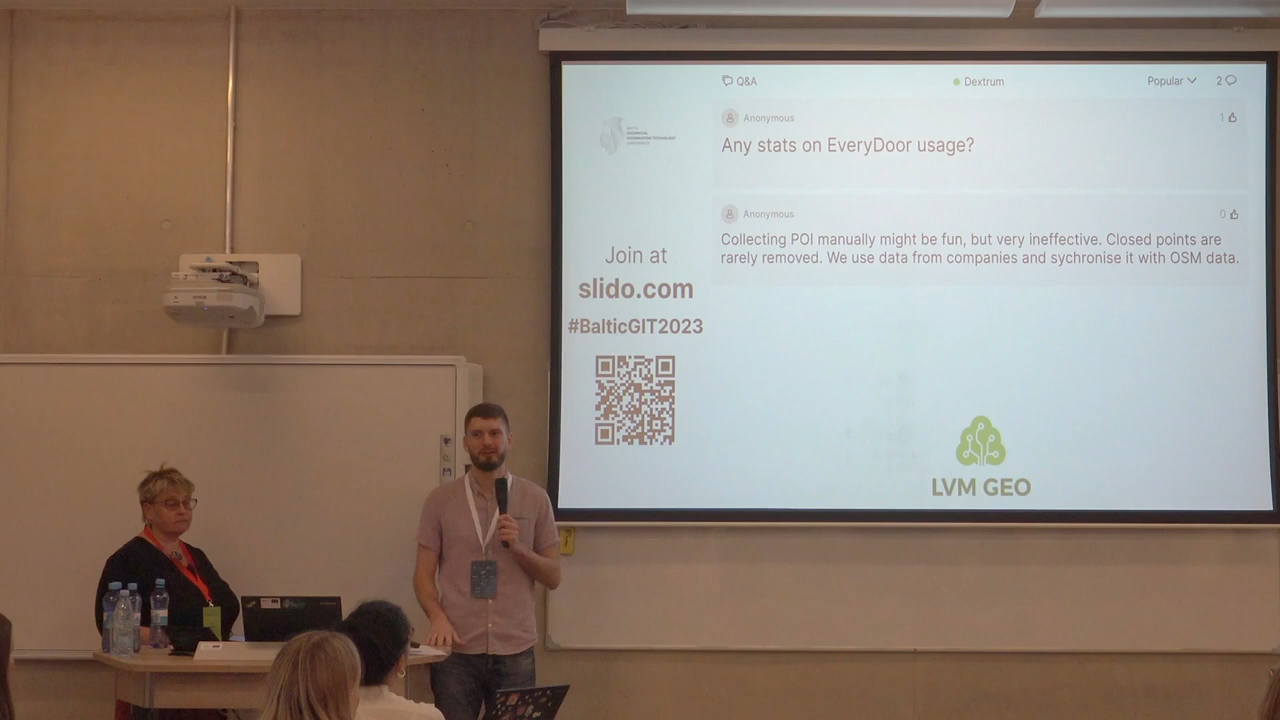 Q&A
Dextrum
Popular
2
Anonymous
1
Any stats on EveryDoor usage?
Anonymous
0
Collecting POI manually might be fun, but very ineffective. Closed points are
rarely removed. We use data from companies and sychronise it with OSM data.
Join at
slido.com
#BalticGIT2023
LVM GEO
EPSON